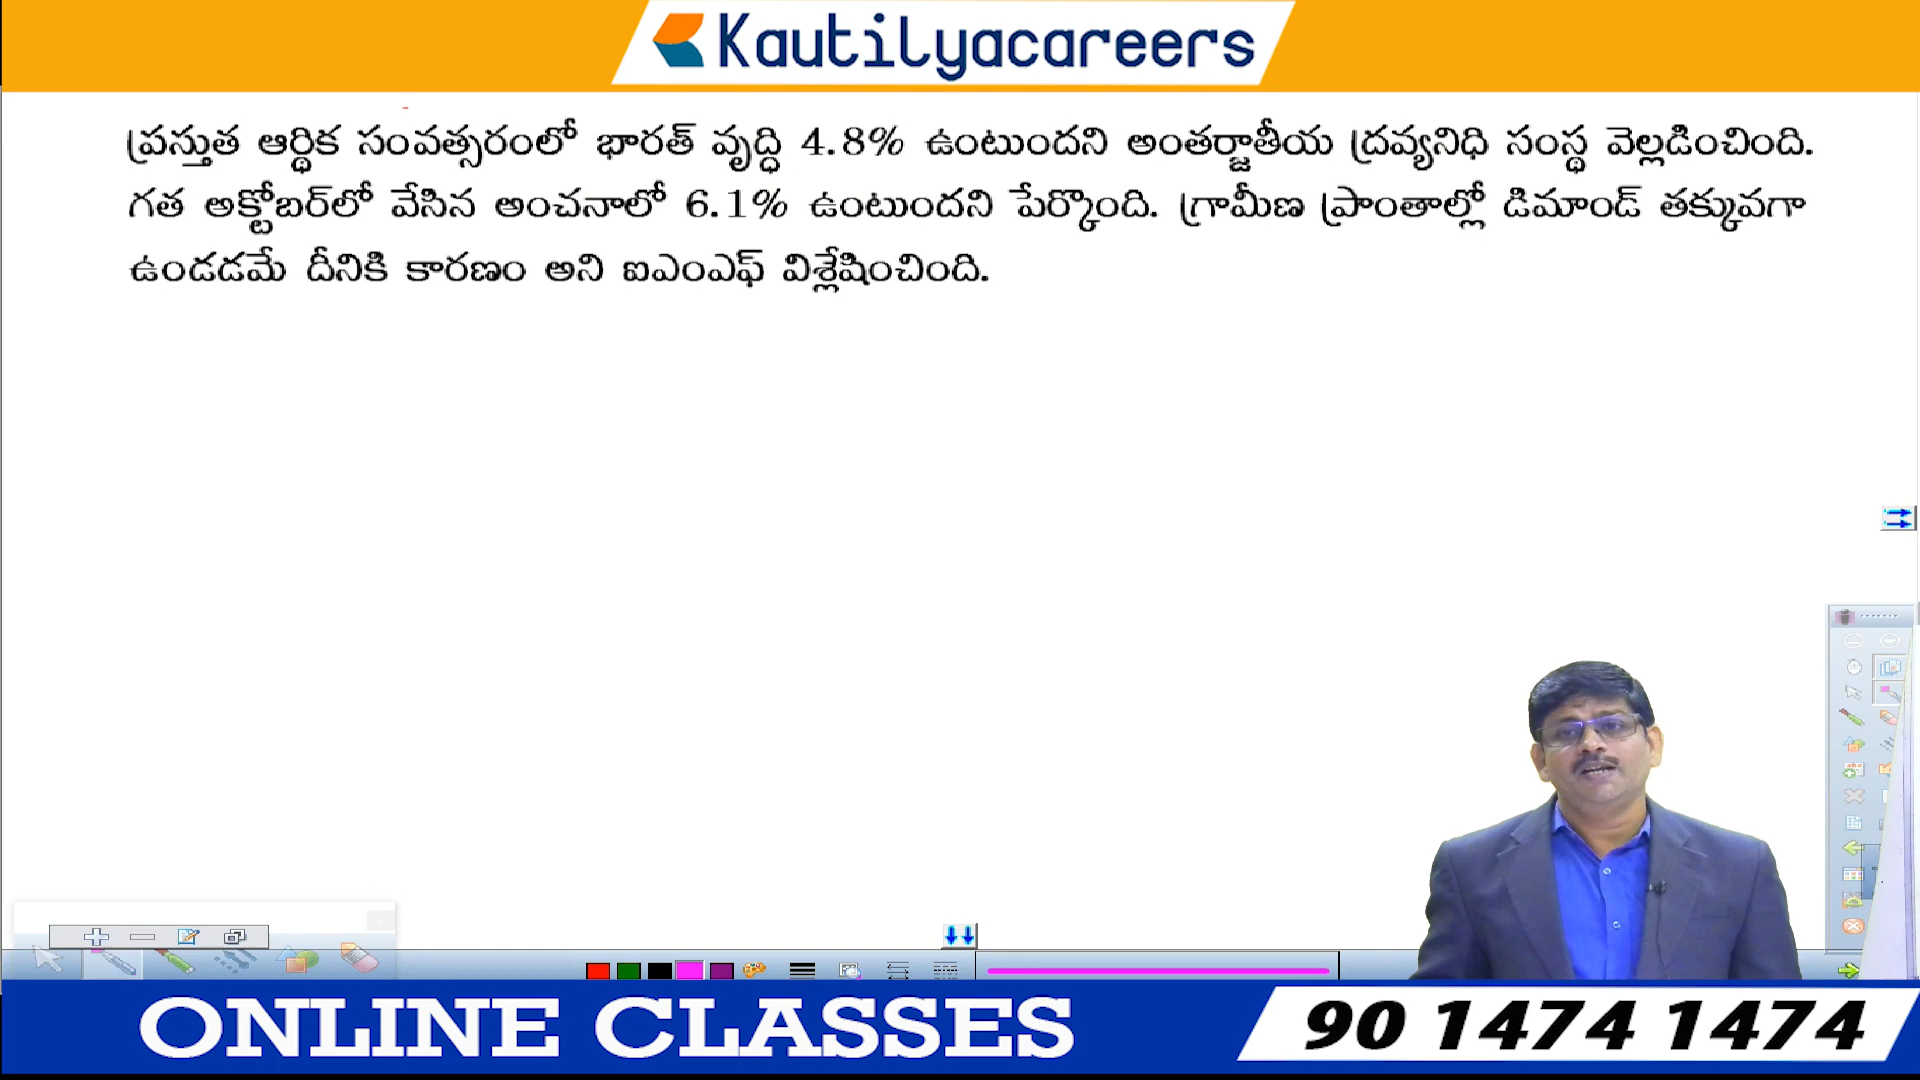 Kautilyacareers
ప్రస్తుత ఆర్థిక సంవత్సరంలో భారత్ వృద్ధి 4.8% ఉంటుందని అంతర్జాతీయ ద్రవ్యనిధి సంస్థ వెల్లడించింది.
గత అక్టోబర్‌లో వేసిన అంచనాలో 6.1% ఉంటుందని పేర్కొంది. గ్రామీణ ప్రాంతాల్లో డిమాండ్ తక్కువగా
ఉండడమే దీనికి కారణం అని ఐఎంఎఫ్ విశ్లేషించింది.
ONLINE CLASSES
90 1474 1474